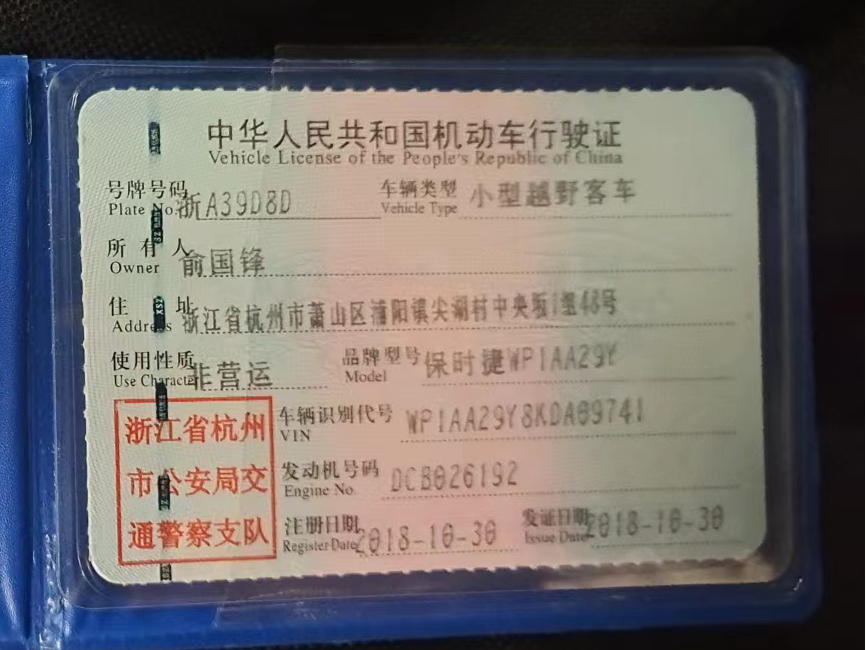 中华人民共和国机动车行驶证
Vehicle License of the People's Republic of China
号牌号码 浙A39D8D 车辆类型 小型越野客车
Plate No. Vehicle Type
所有人 俞国锋
Owner
住址 浙江省杭州市萧山区浦阳镇尖湖村中央坂1组48号
Address
使用性质 非营运 品牌型号 保时捷WP1AA29Y
Use Character Model
浙江省杭州
市公安局交
通警察支队
车辆识别代号 WP1AA29Y8KDA09741
VIN
发动机号码 DCB026192
Engine No.
注册日期 2018-10-30 发证日期 2018-10-30
Register Date Issue Date